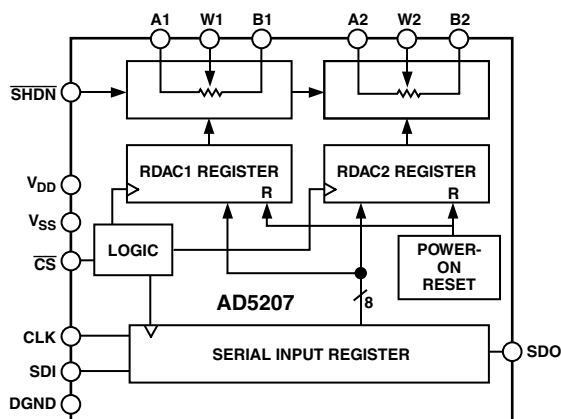 A1 W1 B1 A2 W2 B2
SHDN
RDAC1 REGISTER
R
RDAC2 REGISTER
R
VDD
VSS
CS
LOGIC
POWER-
ON
RESET
8
AD5207
CLK
SDI
DGND
SERIAL INPUT REGISTER
SDO